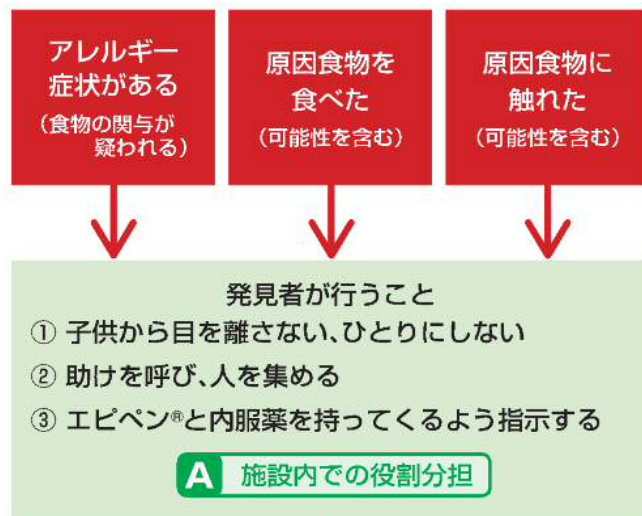 アレルギー
症状がある
（食物の関与が
疑われる）
原因食物を
食べた
（可能性を含む）
原因食物に
触れた
（可能性を含む）
発見者が行うこと
① 子供から目を離さない、ひとりにしない
② 助けを呼び、人を集める
③ エピペン®と内服薬を持ってくるよう指示する
A 施設内での役割分担